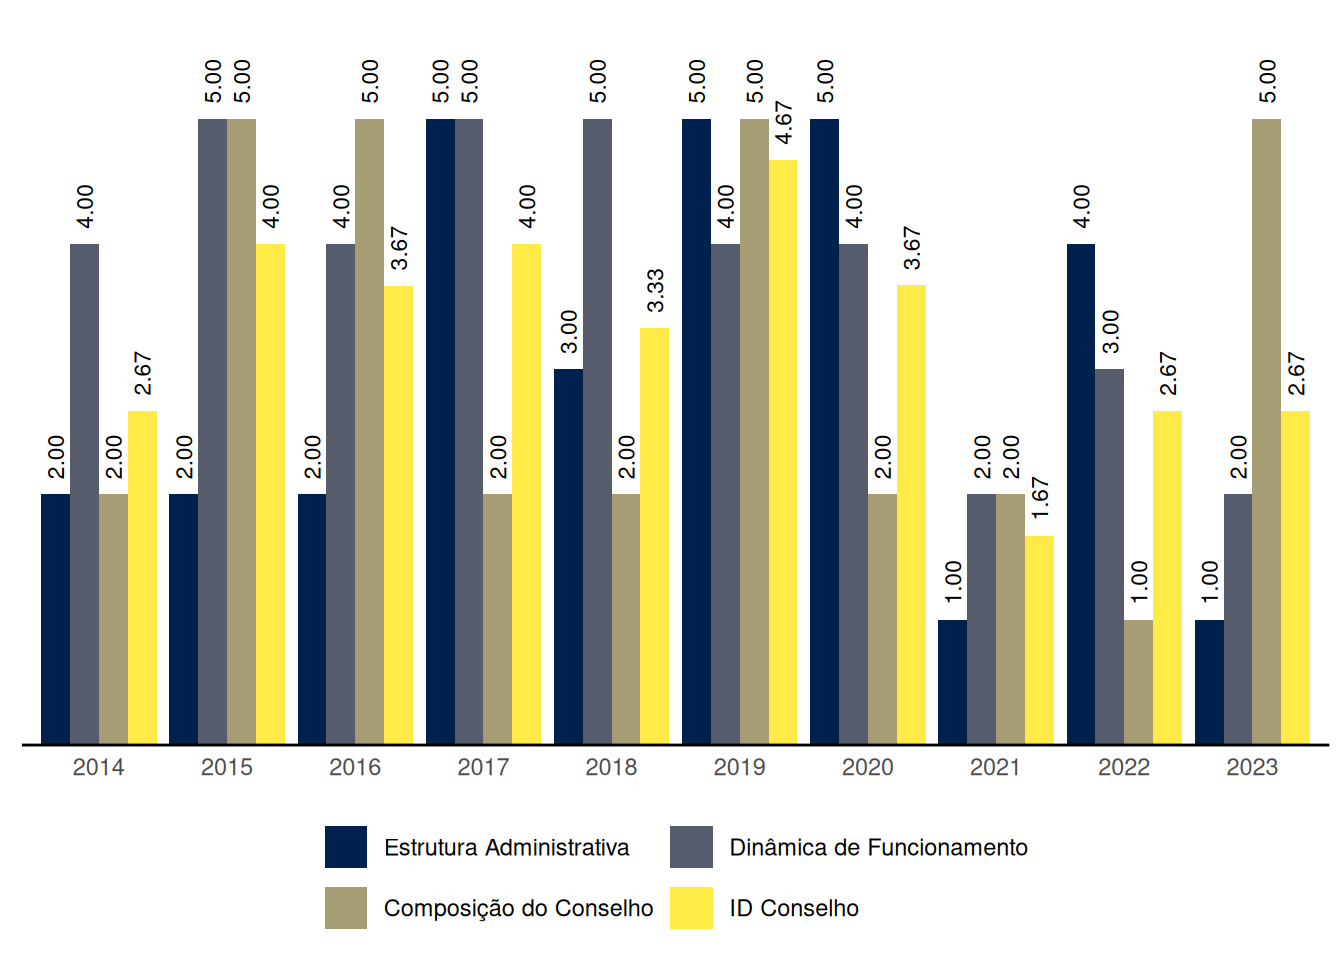 2.00 4.00 2.00 2.67 2.00 5.00 5.00 4.00 2.00 4.00 5.00 3.67 5.00 5.00 2.00 4.00 3.00 5.00 2.00 3.33 5.00 4.00 5.00 4.67 5.00 4.00 2.00 3.67 1.00 2.00 2.00 1.67 4.00 3.00 1.00 2.67 1.00 2.00 5.00 2.67
2014 2015 2016 2017 2018 2019 2020 2021 2022 2023
Estrutura Administrativa Dinâmica de Funcionamento
Composição do Conselho ID Conselho